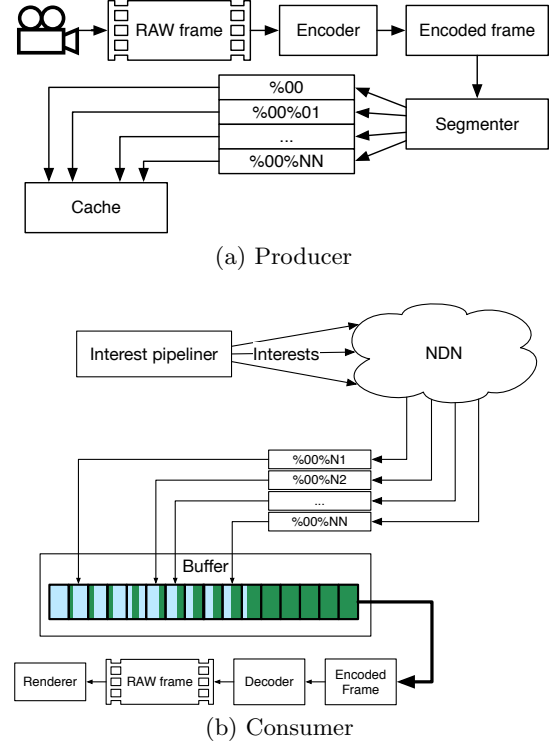 RAW frame
Encoder
Encoded frame
%00
%00%01
...
%00%NN
Segmenter
Cache
(a) Producer
Interest pipeliner
Interests
NDN
%00%N1
%00%N2
...
%00%NN
Buffer
Renderer
RAW frame
Decoder
Encoded
Frame
(b) Consumer